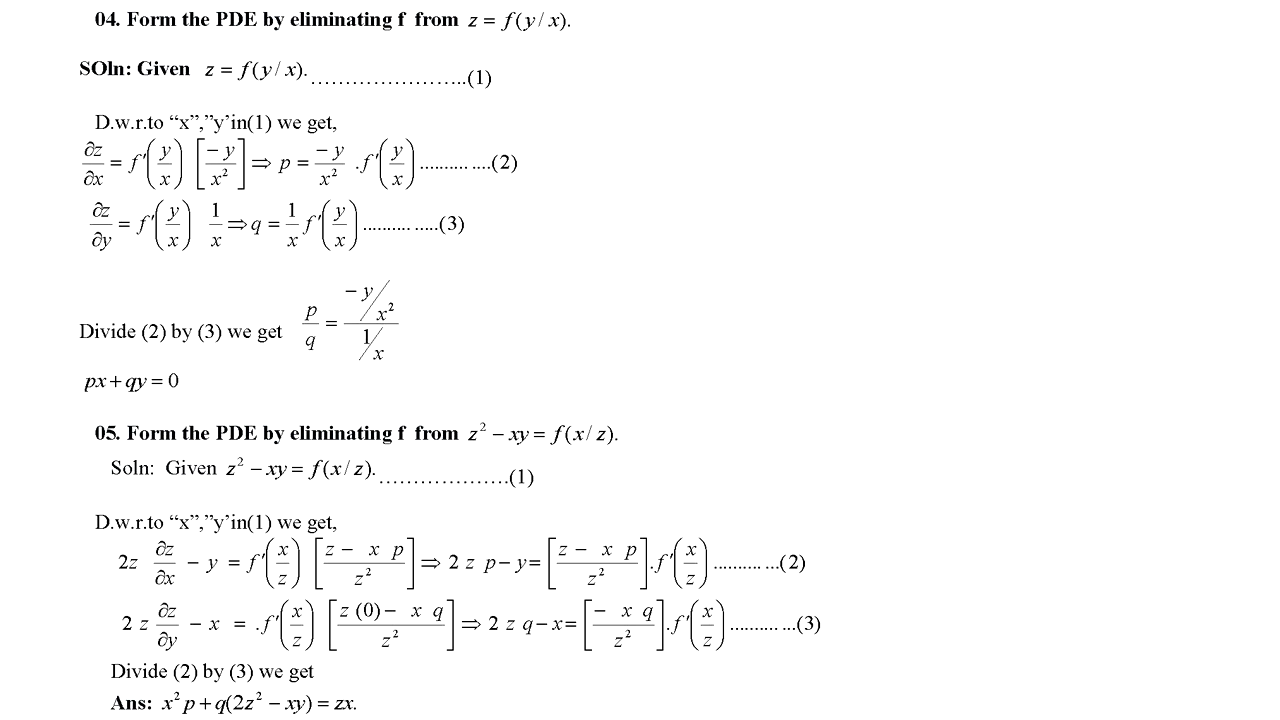 04. Form the PDE by eliminating f from z = f(y/x).
SOln: Given z = f(y/x). ……………………..(1)
D.w.r.to “x”,”y’in(1) we get,
∂z/∂x = f′(y/x) [−y/x²] ⇒ p = −y/x² .f′(y/x) .......... ....(2)
∂z/∂y = f′(y/x) 1/x ⇒ q = 1/x f′(y/x) .......... .....(3)
Divide (2) by (3) we get p/q = (−y/x²)/(1/x)
px + qy = 0
05. Form the PDE by eliminating f from z² − xy = f(x/z).
Soln: Given z² − xy = f(x/z). ……………….(1)
D.w.r.to “x”,”y’in(1) we get,
2z ∂z/∂x − y = f′(x/z) [(z − x p)/z²] ⇒ 2 z p − y = [(z − x p)/z²].f′(x/z) .......... ...(2)
2 z ∂z/∂y − x = .f′(x/z) [(z (0) − x q)/z²] ⇒ 2 z q − x = [(− x q)/z²].f′(x/z) .......... ...(3)
Divide (2) by (3) we get
Ans: x²p + q(2z² − xy) = zx.